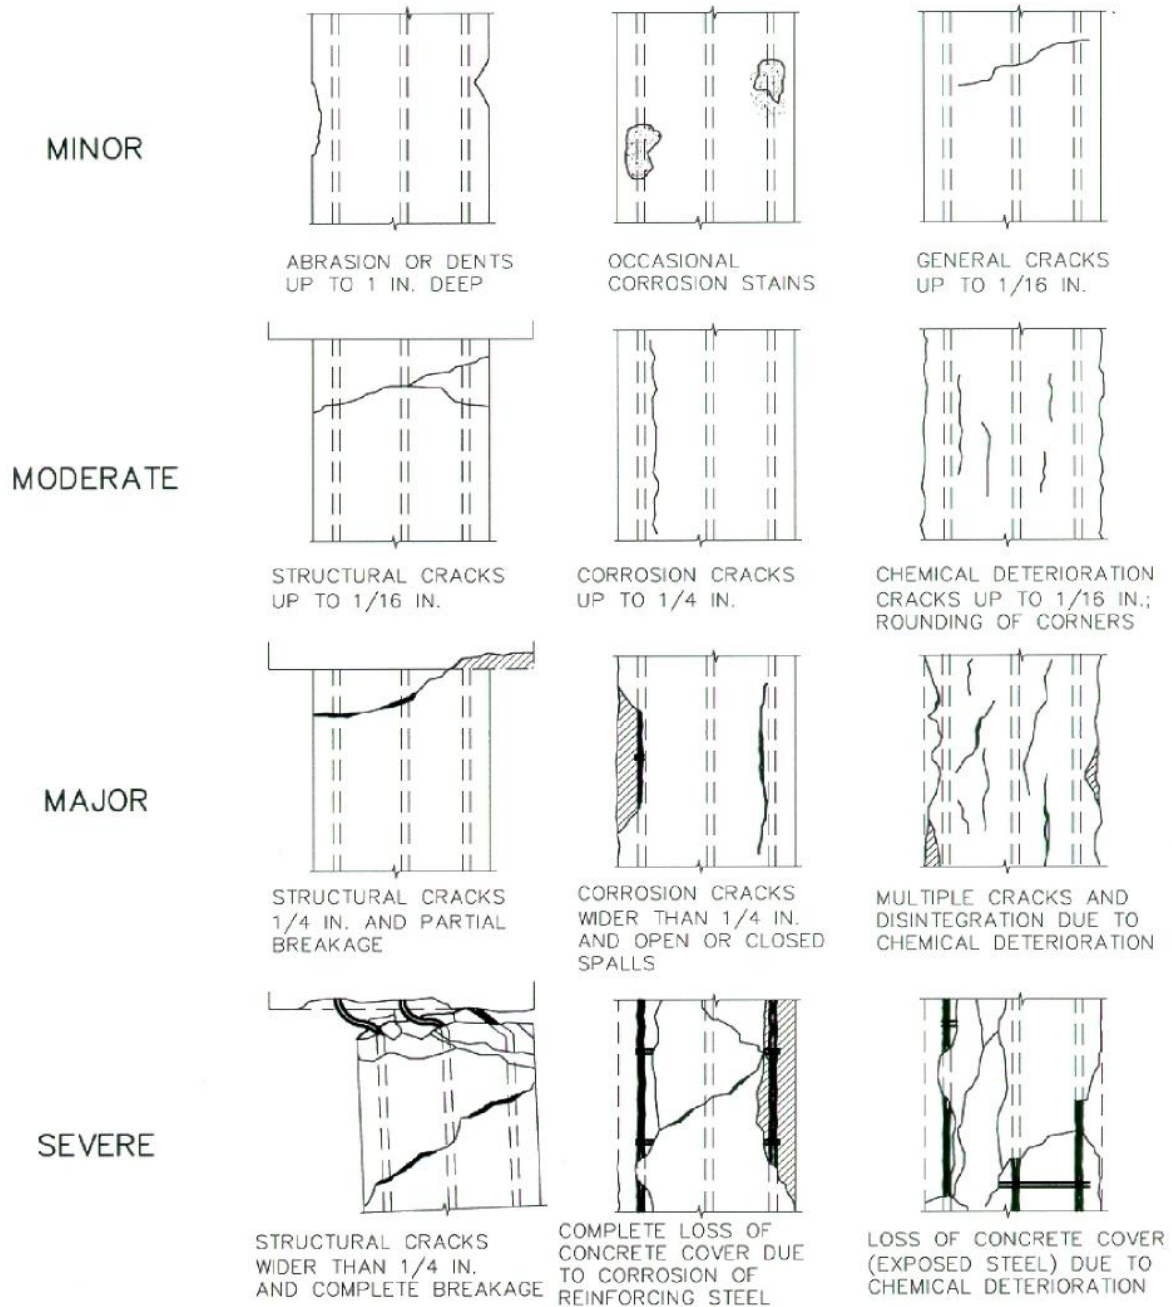 MINOR
ABRASION OR DENTS
UP TO 1 IN. DEEP
OCCASIONAL
CORROSION STAINS
GENERAL CRACKS
UP TO 1/16 IN.
MODERATE
STRUCTURAL CRACKS
UP TO 1/16 IN.
CORROSION CRACKS
UP TO 1/4 IN.
CHEMICAL DETERIORATION
CRACKS UP TO 1/16 IN.;
ROUNDING OF CORNERS
MAJOR
STRUCTURAL CRACKS
1/4 IN. AND PARTIAL
BREAKAGE
CORROSION CRACKS
WIDER THAN 1/4 IN.
AND OPEN OR CLOSED
SPALLS
MULTIPLE CRACKS AND
DISINTEGRATION DUE TO
CHEMICAL DETERIORATION
SEVERE
STRUCTURAL CRACKS
WIDER THAN 1/4 IN.
AND COMPLETE BREAKAGE
COMPLETE LOSS OF
CONCRETE COVER DUE
TO CORROSION OF
REINFORCING STEEL
LOSS OF CONCRETE COVER
(EXPOSED STEEL) DUE TO
CHEMICAL DETERIORATION